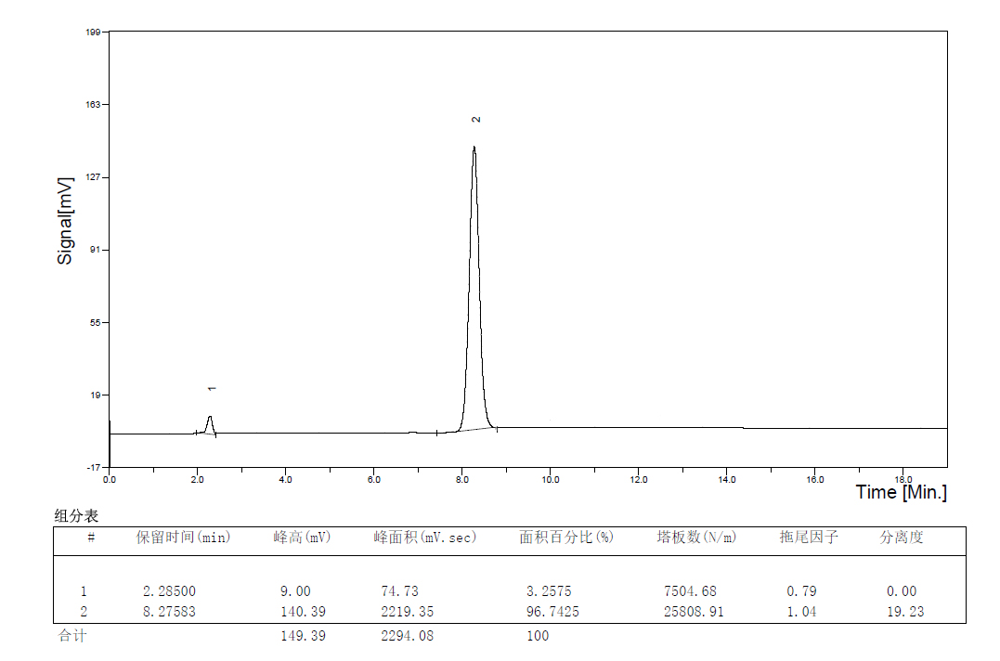 199
2
163
127
Signal[mV]
91
55
1
19
-17
0.0 2.0 4.0 6.0 8.0 10.0 12.0 14.0 16.0 18.0
Time [Min.]
组分表
# 保留时间(min) 峰高(mV) 峰面积(mV.sec) 面积百分比(%) 塔板数(N/m) 拖尾因子 分离度
1 2.28500 9.00 74.73 3.2575 7504.68 0.79 0.00
2 8.27583 140.39 2219.35 96.7425 25808.91 1.04 19.23
合计 149.39 2294.08 100